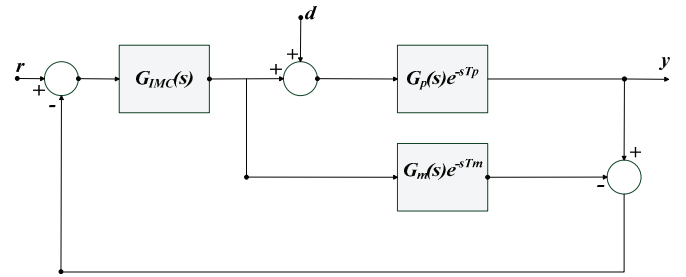 d
r
y
+
+
+
-
G_IMC(s)
G_p(s)e^-sTp
G_m(s)e^-sTm
+
-